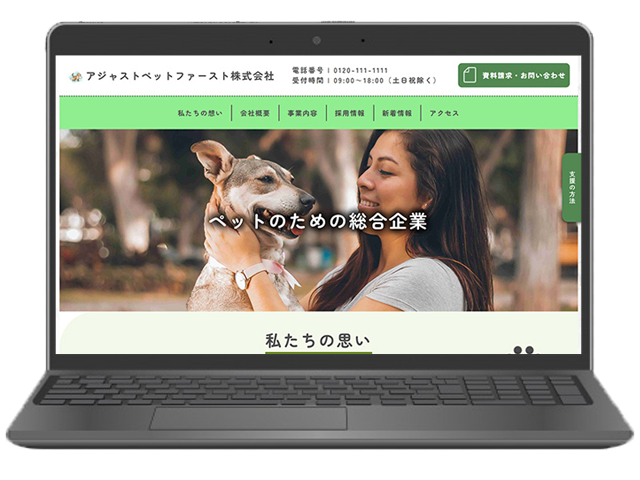 アジャストペットファースト株式会社
電話番号 | 0120-111-1111
受付時間 | 09:00～18:00（土日祝除く）
資料請求・お問い合わせ
私たちの想い
会社概要
事業内容
採用情報
新着情報
アクセス
支援の方法
ペットのための総合企業
私たちの思い